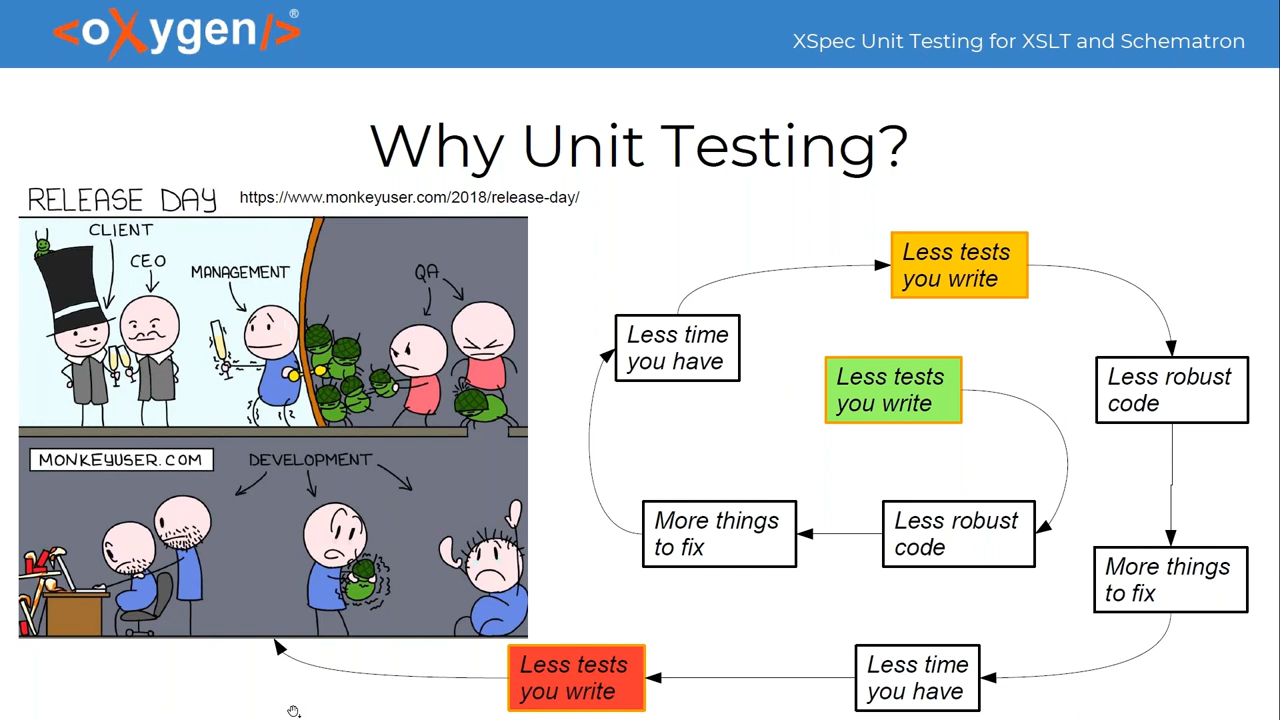 <oXygen/>®
XSpec Unit Testing for XSLT and Schematron
Why Unit Testing?
RELEASE DAY
https://www.monkeyuser.com/2018/release-day/
CLIENT
CEO
MANAGEMENT
QA
MONKEYUSER.COM
DEVELOPMENT
Less tests
you write
Less robust
code
More things
to fix
Less time
you have
Less tests
you write
Less robust
code
More things
to fix
Less time
you have
Less tests
you write